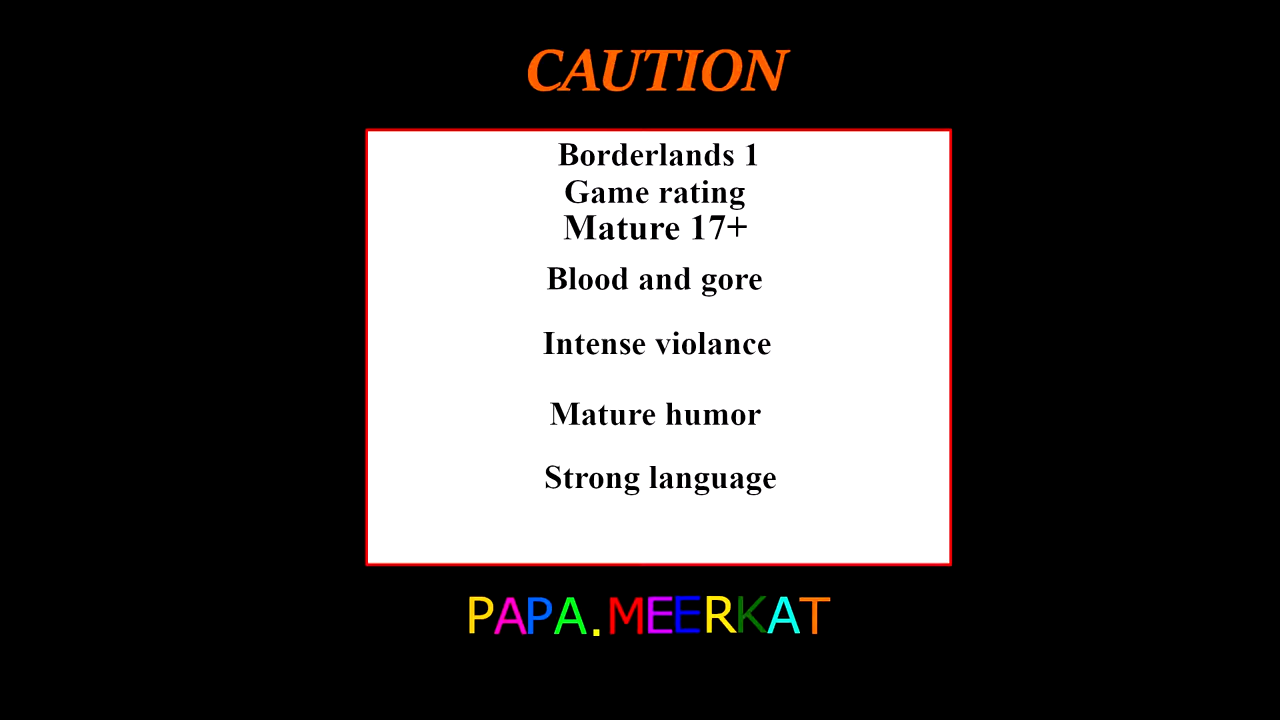 CAUTION
Borderlands 1
Game rating
Mature 17+
Blood and gore
Intense violance
Mature humor
Strong language
PAPA.MEERKAT